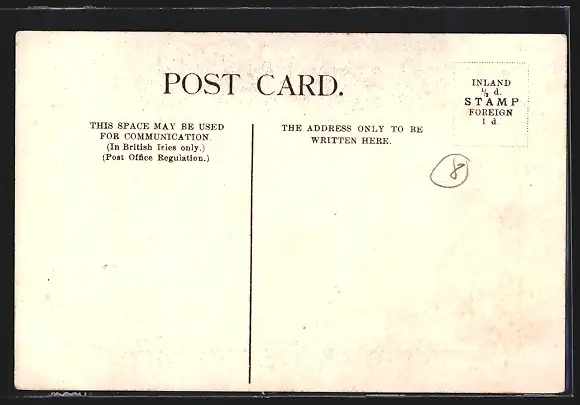 POST CARD.
INLAND
½ d.
STAMP
FOREIGN
1 d.
THIS SPACE MAY BE USED
FOR COMMUNICATION.
(In British Iries only.)
(Post Office Regulation.)
THE ADDRESS ONLY TO BE
WRITTEN HERE.
8